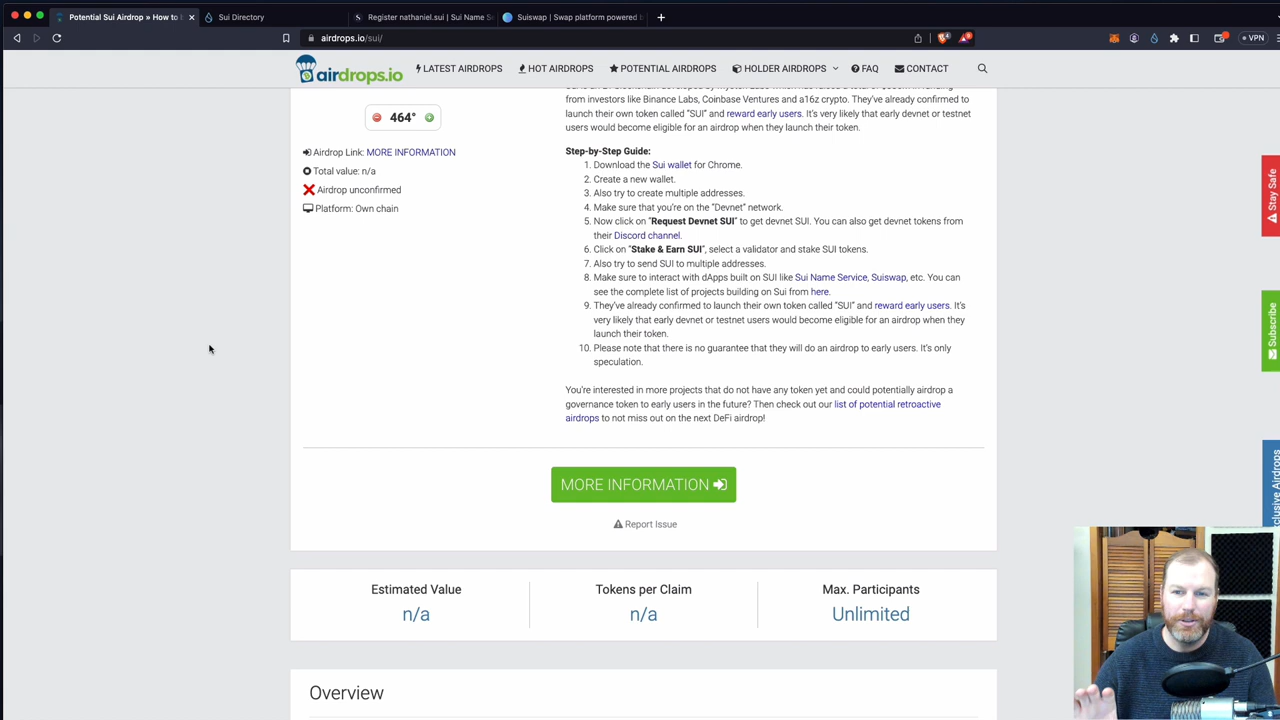 Potential Sui Airdrop » How to
Sui Directory
Register nathaniel.sui | Sui Name S
Suiswap | Swap platform powered
airdrops.io/sui/
VPN
airdrops.io
LATEST AIRDROPS
HOT AIRDROPS
POTENTIAL AIRDROPS
HOLDER AIRDROPS
FAQ
CONTACT
from investors like Binance Labs, Coinbase Ventures and a16z crypto. They've already confirmed to
launch their own token called "SUI" and reward early users. It's very likely that early devnet or testnet
users would become eligible for an airdrop when they launch their token.
464°
Airdrop Link: MORE INFORMATION
Total value: n/a
Airdrop unconfirmed
Platform: Own chain
Step-by-Step Guide:
1. Download the Sui wallet for Chrome.
2. Create a new wallet.
3. Also try to create multiple addresses.
4. Make sure that you're on the "Devnet" network.
5. Now click on "Request Devnet SUI" to get devnet SUI. You can also get devnet tokens from
their Discord channel.
6. Click on "Stake & Earn SUI", select a validator and stake SUI tokens.
7. Also try to send SUI to multiple addresses.
8. Make sure to interact with dApps built on SUI like Sui Name Service, Suiswap, etc. You can
see the complete list of projects building on Sui from here.
9. They've already confirmed to launch their own token called "SUI" and reward early users. It's
very likely that early devnet or testnet users would become eligible for an airdrop when they
launch their token.
10. Please note that there is no guarantee that they will do an airdrop to early users. It's only
speculation.
You're interested in more projects that do not have any token yet and could potentially airdrop a
governance token to early users in the future? Then check out our list of potential retroactive
airdrops to not miss out on the next DeFi airdrop!
MORE INFORMATION
Report Issue
Estimated Value
n/a
Tokens per Claim
n/a
Max. Participants
Unlimited
Overview
Stay Safe
Subscribe
Airdrops